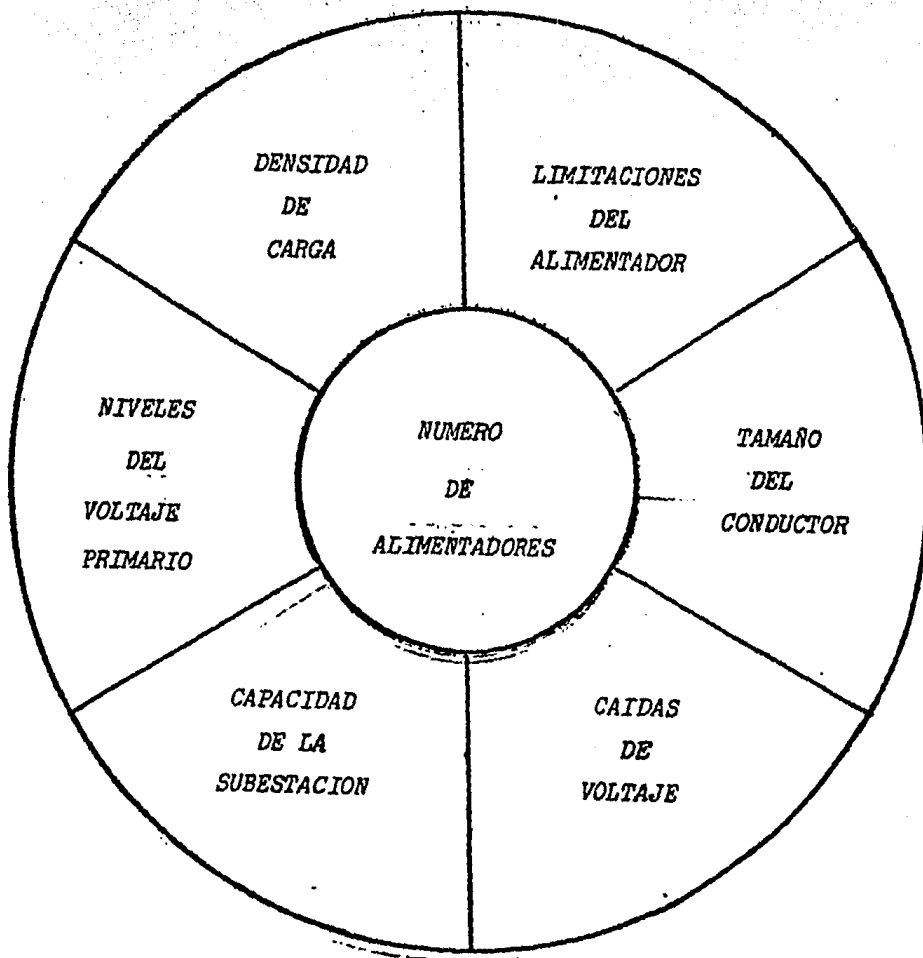 DENSIDAD
DE
CARGA
LIMITACIONES
DEL
ALIMENTADOR
NIVELES
DEL
VOLTAJE
PRIMARIO
NUMERO
DE
ALIMENTADORES
TAMAÑO
DEL
CONDUCTOR
CAPACIDAD
DE LA
SUBESTACION
CAIDAS
DE
VOLTAJE